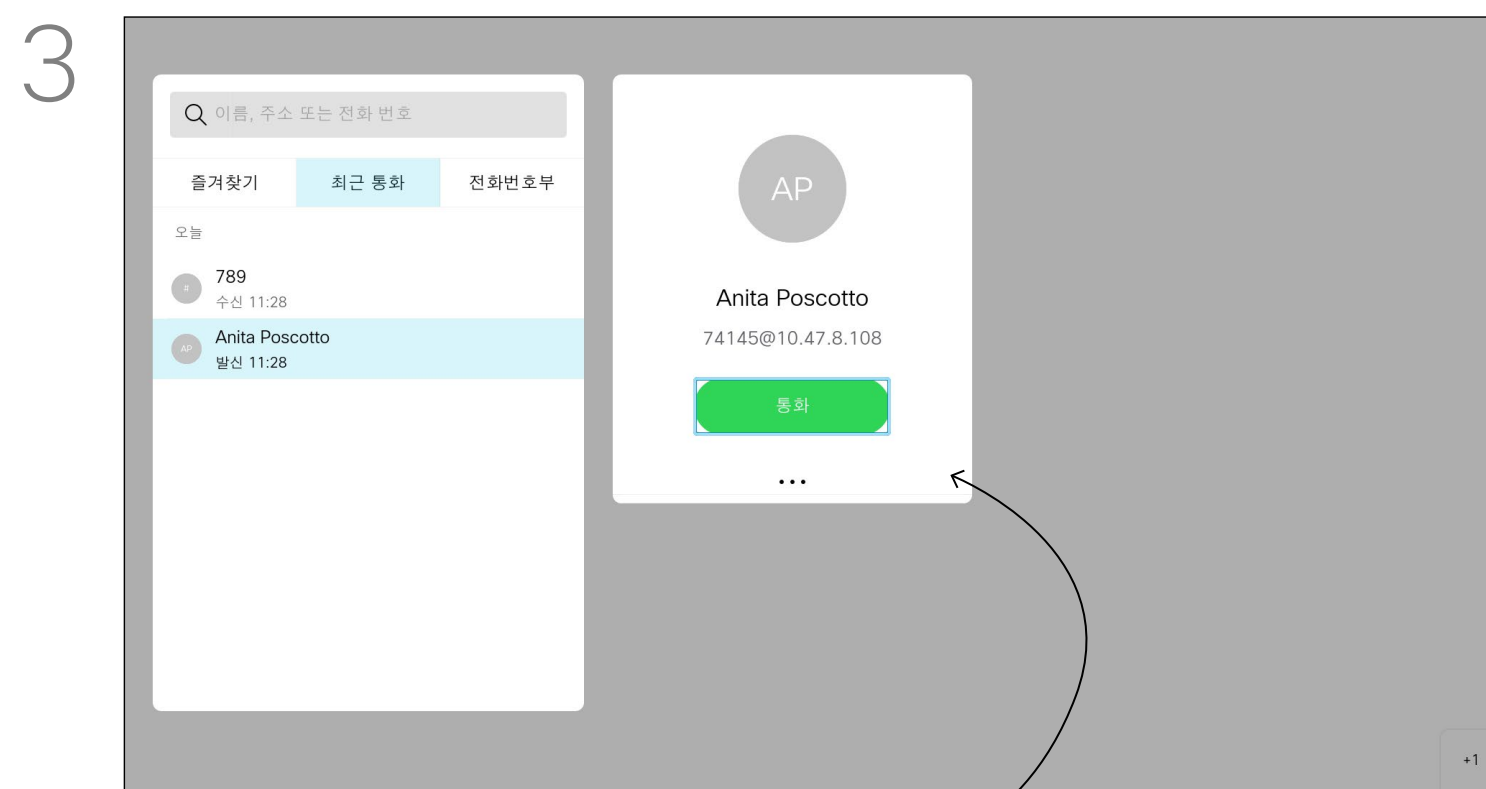 3
이름, 주소 또는 전화 번호
즐겨찾기 최근 통화 전화번호부
오늘
#
789
수신 11:28
AP
Anita Poscotto
발신 11:28
AP
Anita Poscotto
74145@10.47.8.108
통화
...
+1